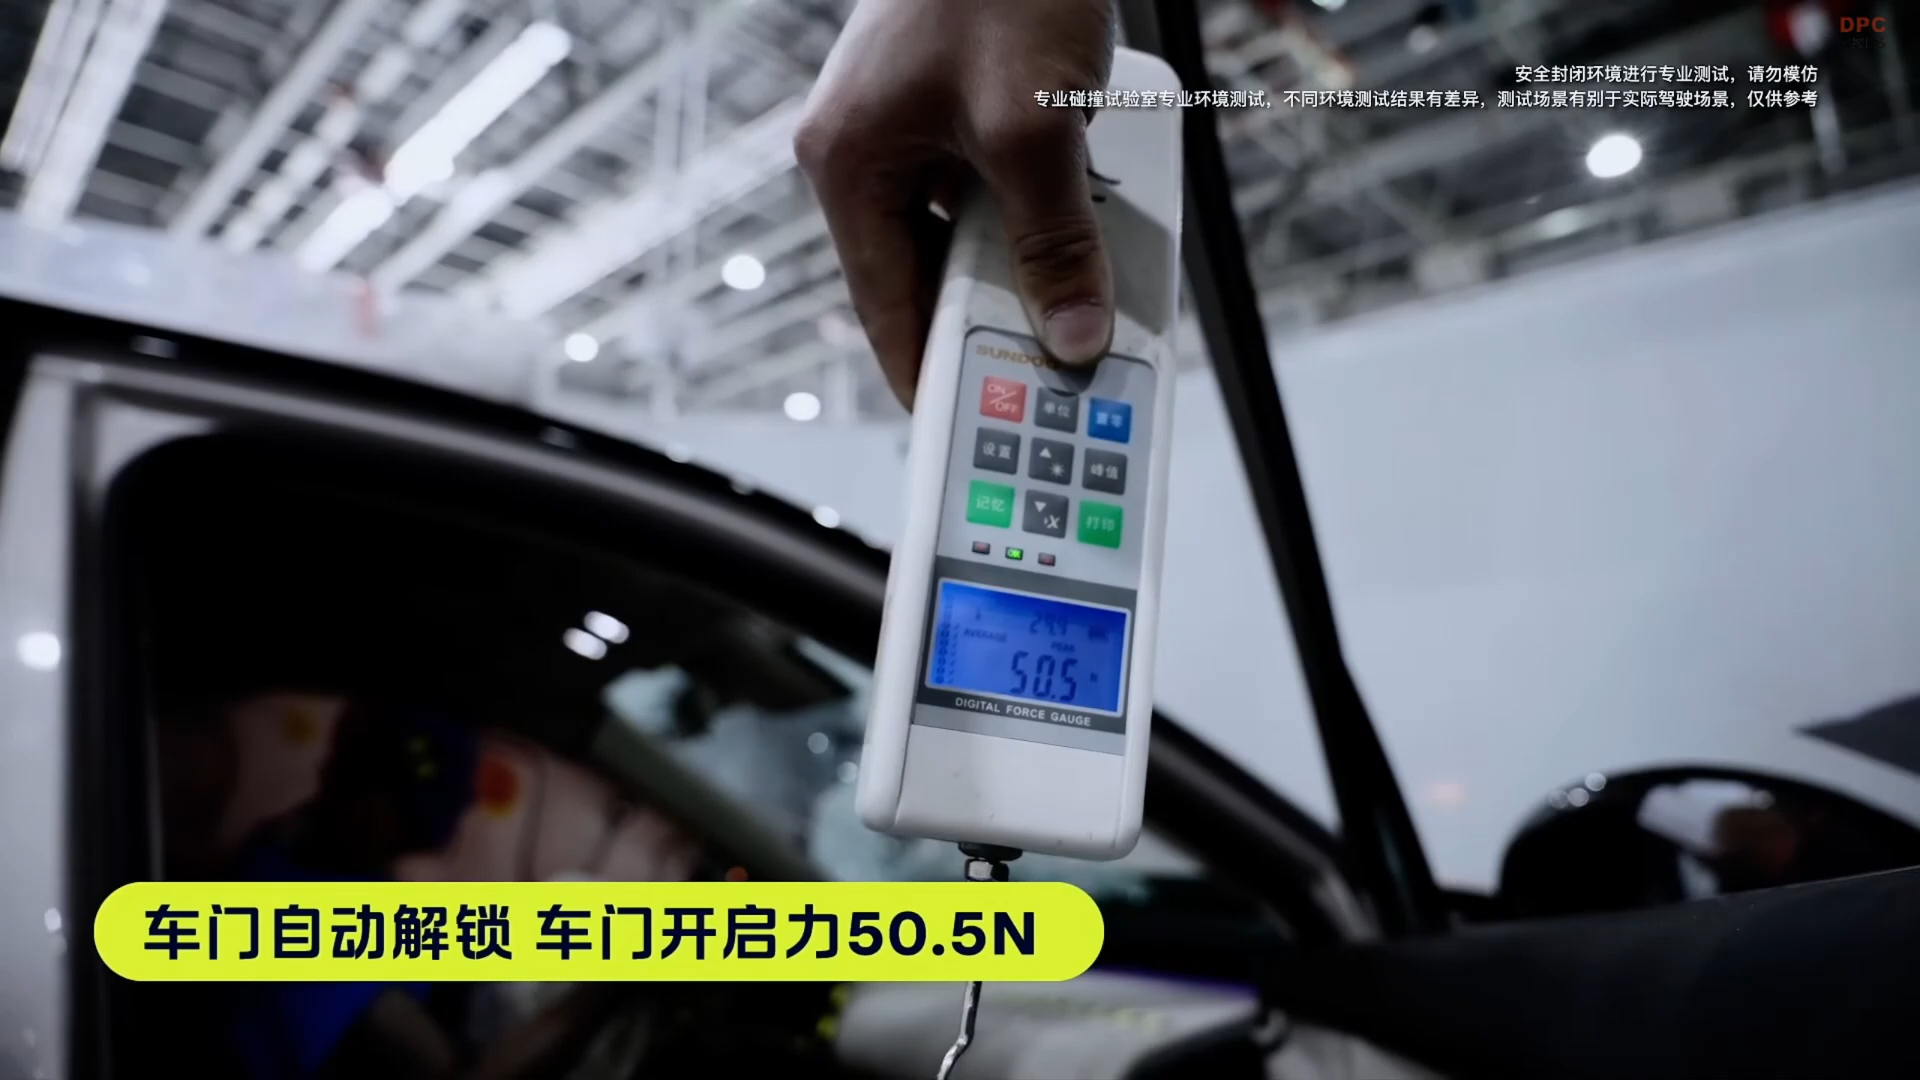 DPC
安全封闭环境进行专业测试，请勿模仿
专业碰撞试验室专业环境测试，不同环境测试结果有差异，测试场景有别于实际驾驶场景，仅供参考
ON/OFF 单位 置零
设置 峰值
记忆 打印
AVERAGE
PEAK
50.5 N
DIGITAL FORCE GAUGE
车门自动解锁 车门开启力50.5N